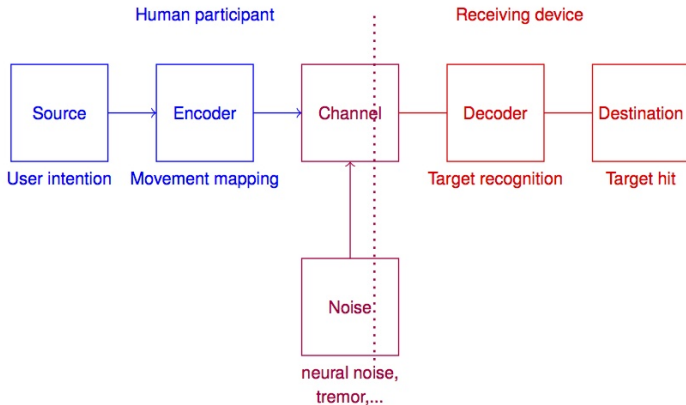 Human participant
Receiving device
Source
Encoder
Channel
Decoder
Destination
User intention
Movement mapping
Target recognition
Target hit
Noise
neural noise,
tremor,...